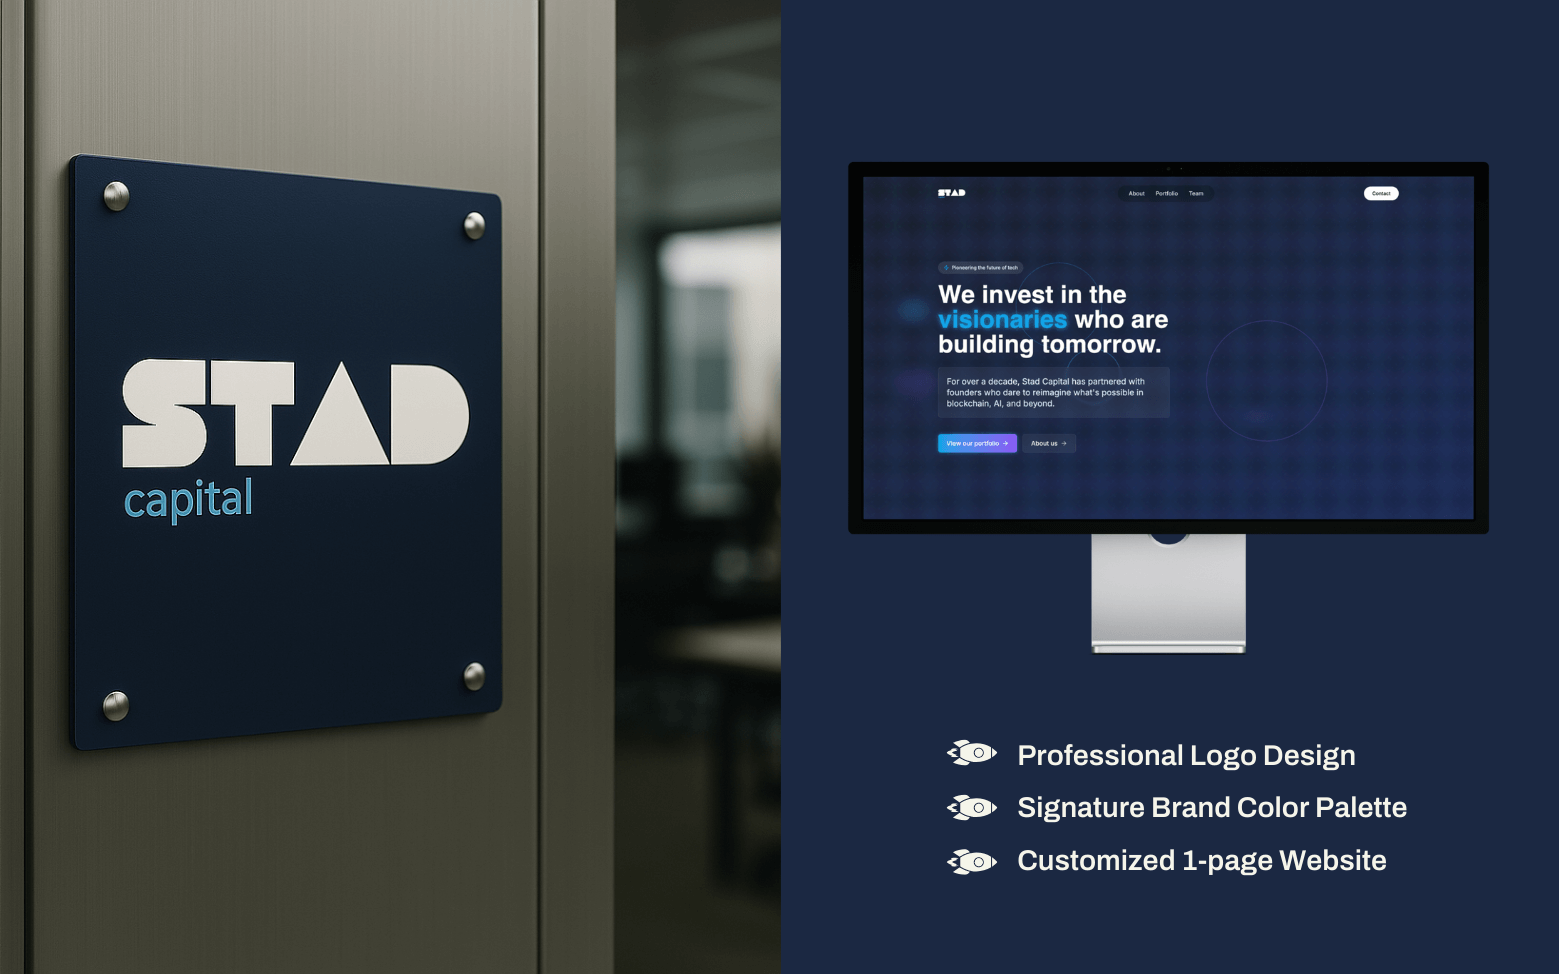 STAD
capital
STAD
About Portfolio Team
Contact
Pioneering the future of tech
We invest in the
visionaries who are
building tomorrow.
For over a decade, Stad Capital has partnered with
founders who dare to reimagine what's possible in
blockchain, AI, and beyond.
View our portfolio →
About us →
Professional Logo Design
Signature Brand Color Palette
Customized 1-page Website